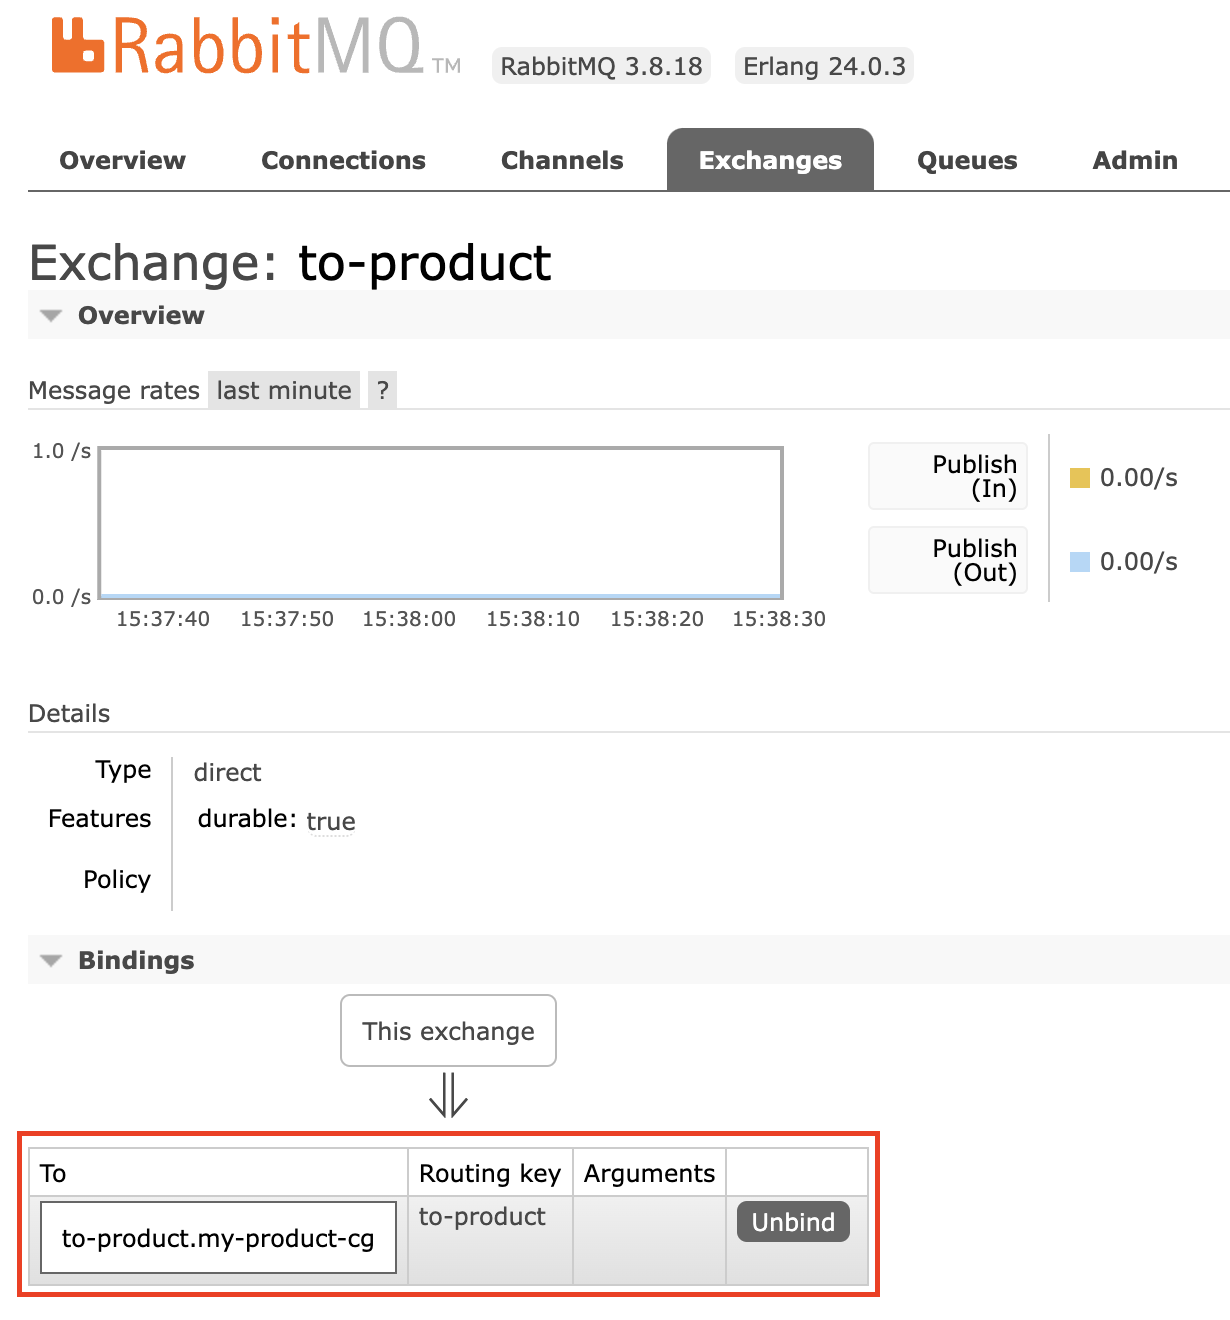 RabbitMQ TM RabbitMQ 3.8.18 Erlang 24.0.3
Overview Connections Channels Exchanges Queues Admin
Exchange: to-product
Overview
Message rates last minute ?
1.0 /s
0.0 /s
15:37:40 15:37:50 15:38:00 15:38:10 15:38:20 15:38:30
Publish
(In)
0.00/s
Publish
(Out)
0.00/s
Details
Type direct
Features durable: true
Policy
Bindings
This exchange
To Routing key Arguments
to-product.my-product-cg to-product Unbind